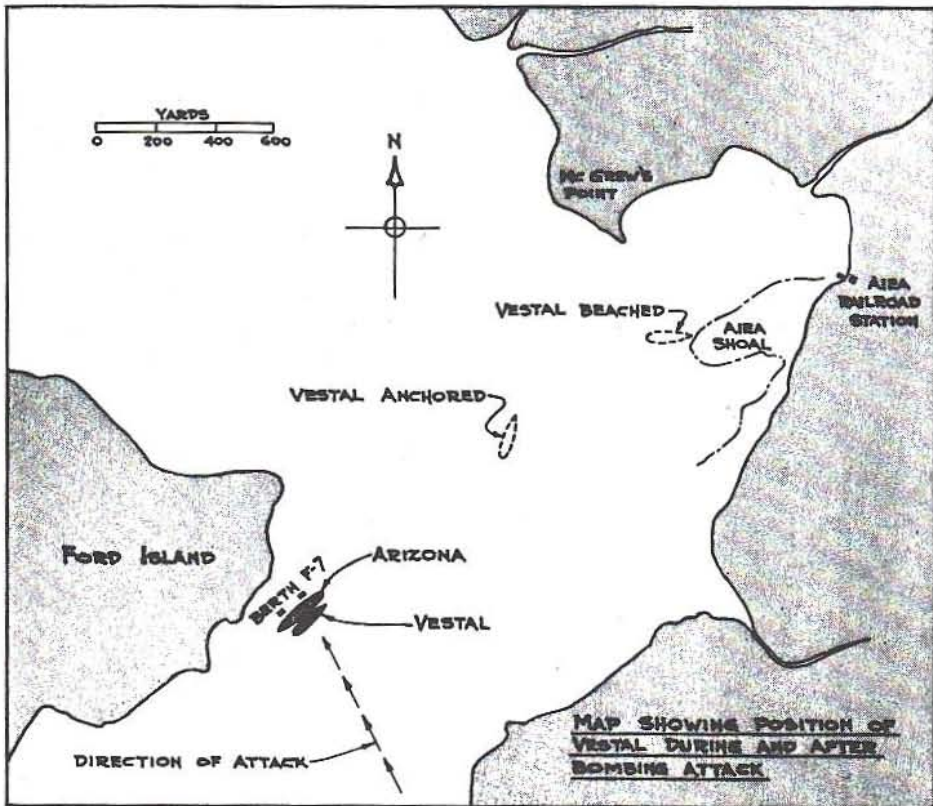 YARDS
0 200 400 600
N
MC GREW'S
POINT
AIEA
RAILROAD
STATION
VESTAL BEACHED
AIEA
SHOAL
VESTAL ANCHORED
FORD ISLAND
BERTH F-7
ARIZONA
VESTAL
DIRECTION OF ATTACK
MAP SHOWING POSITION OF
VESTAL DURING AND AFTER
BOMBING ATTACK